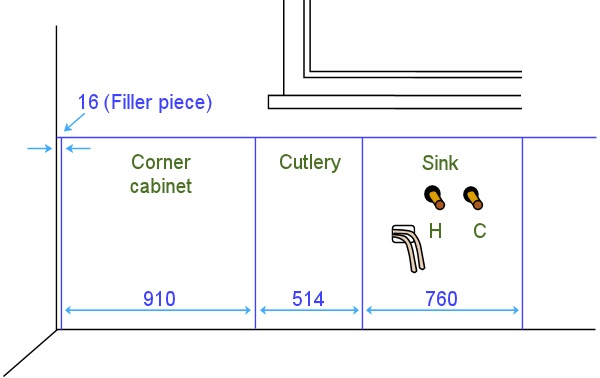 16 (Filler piece)
Corner
cabinet
Cutlery
Sink
H C
910
514
760